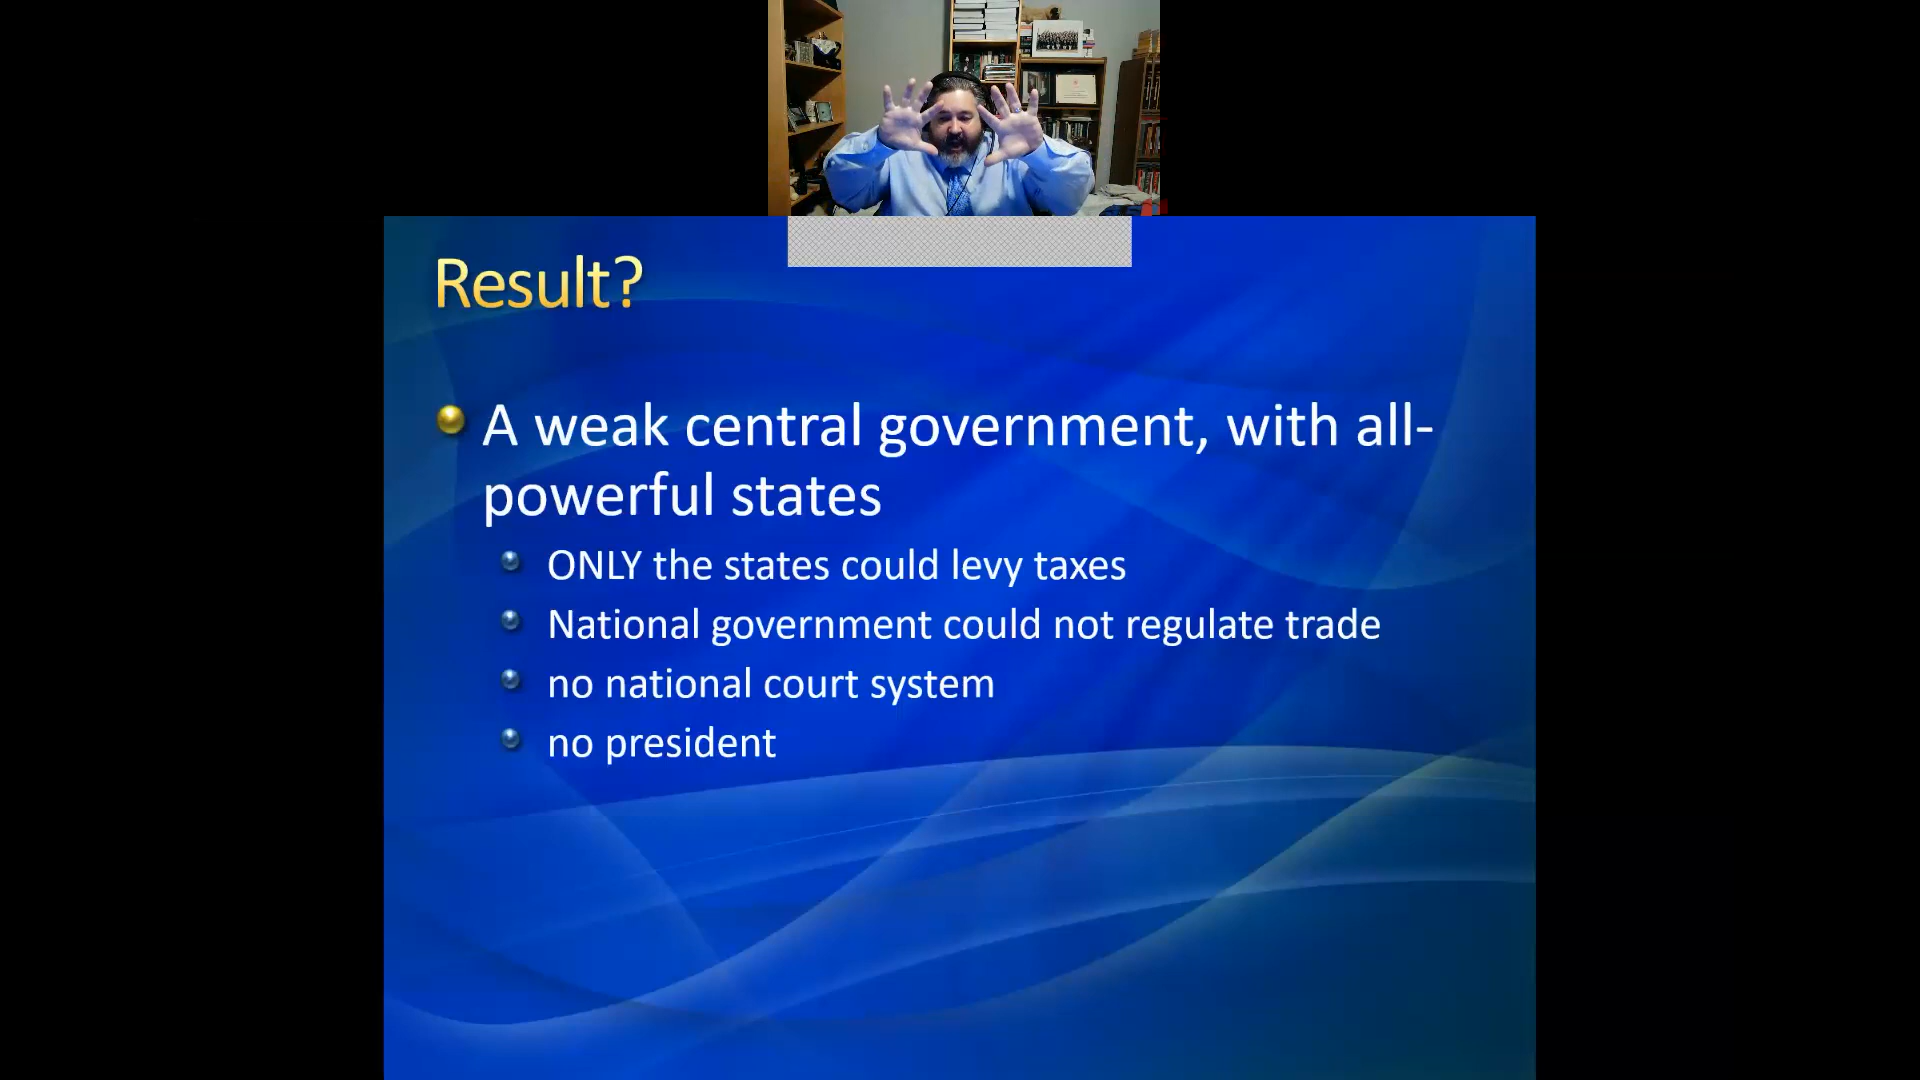 Result?
A weak central government, with all-
powerful states
ONLY the states could levy taxes
National government could not regulate trade
no national court system
no president